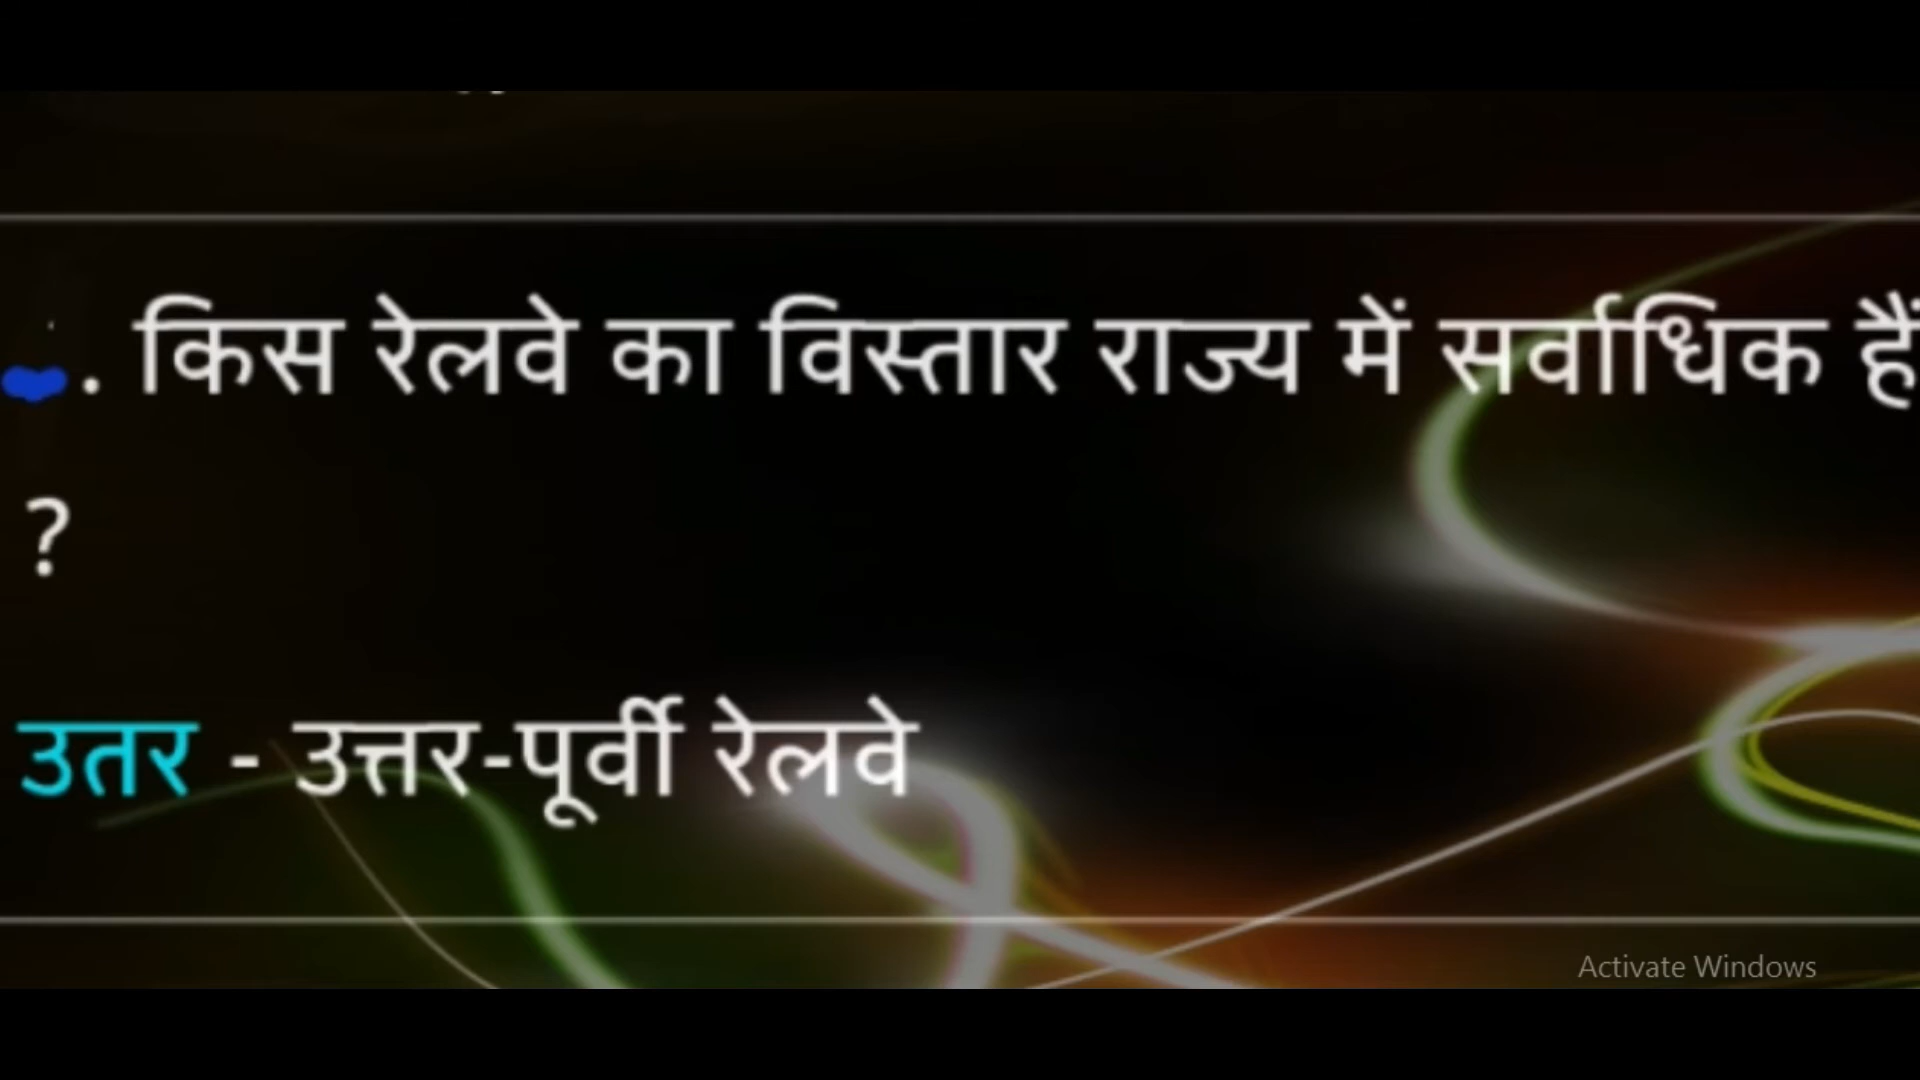 . किस रेलवे का विस्तार राज्य में सर्वाधिक हैं
?
उतर - उत्तर-पूर्वी रेलवे
Activate Windows